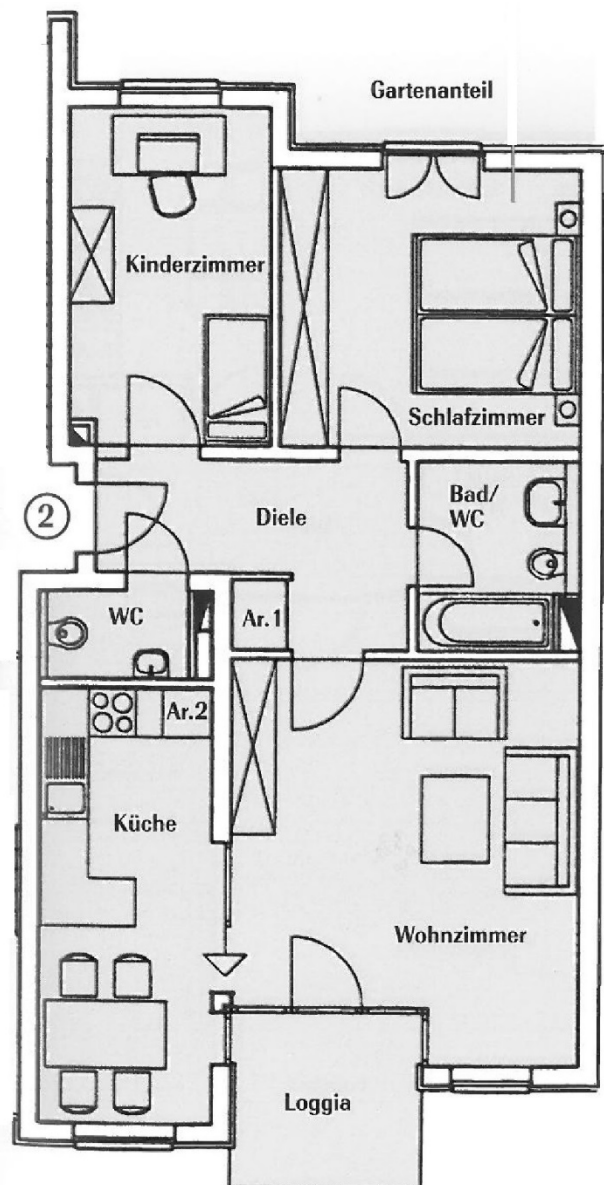 Gartenanteil
Kinderzimmer
Schlafzimmer
2
Diele
Bad/
WC
WC
Ar.1
Ar.2
Küche
Wohnzimmer
Loggia